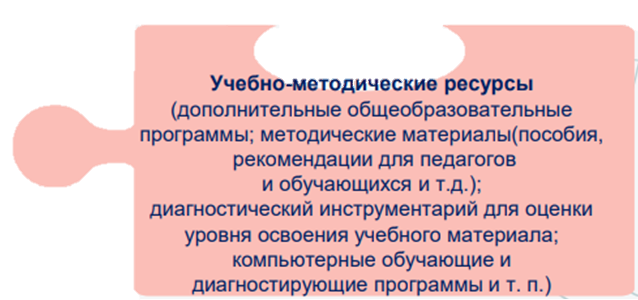 Учебно-методические ресурсы
(дополнительные общеобразовательные
программы; методические материалы(пособия,
рекомендации для педагогов
и обучающихся и т.д.);
диагностический инструментарий для оценки
уровня освоения учебного материала;
компьютерные обучающие и
диагностирующие программы и т. п.)